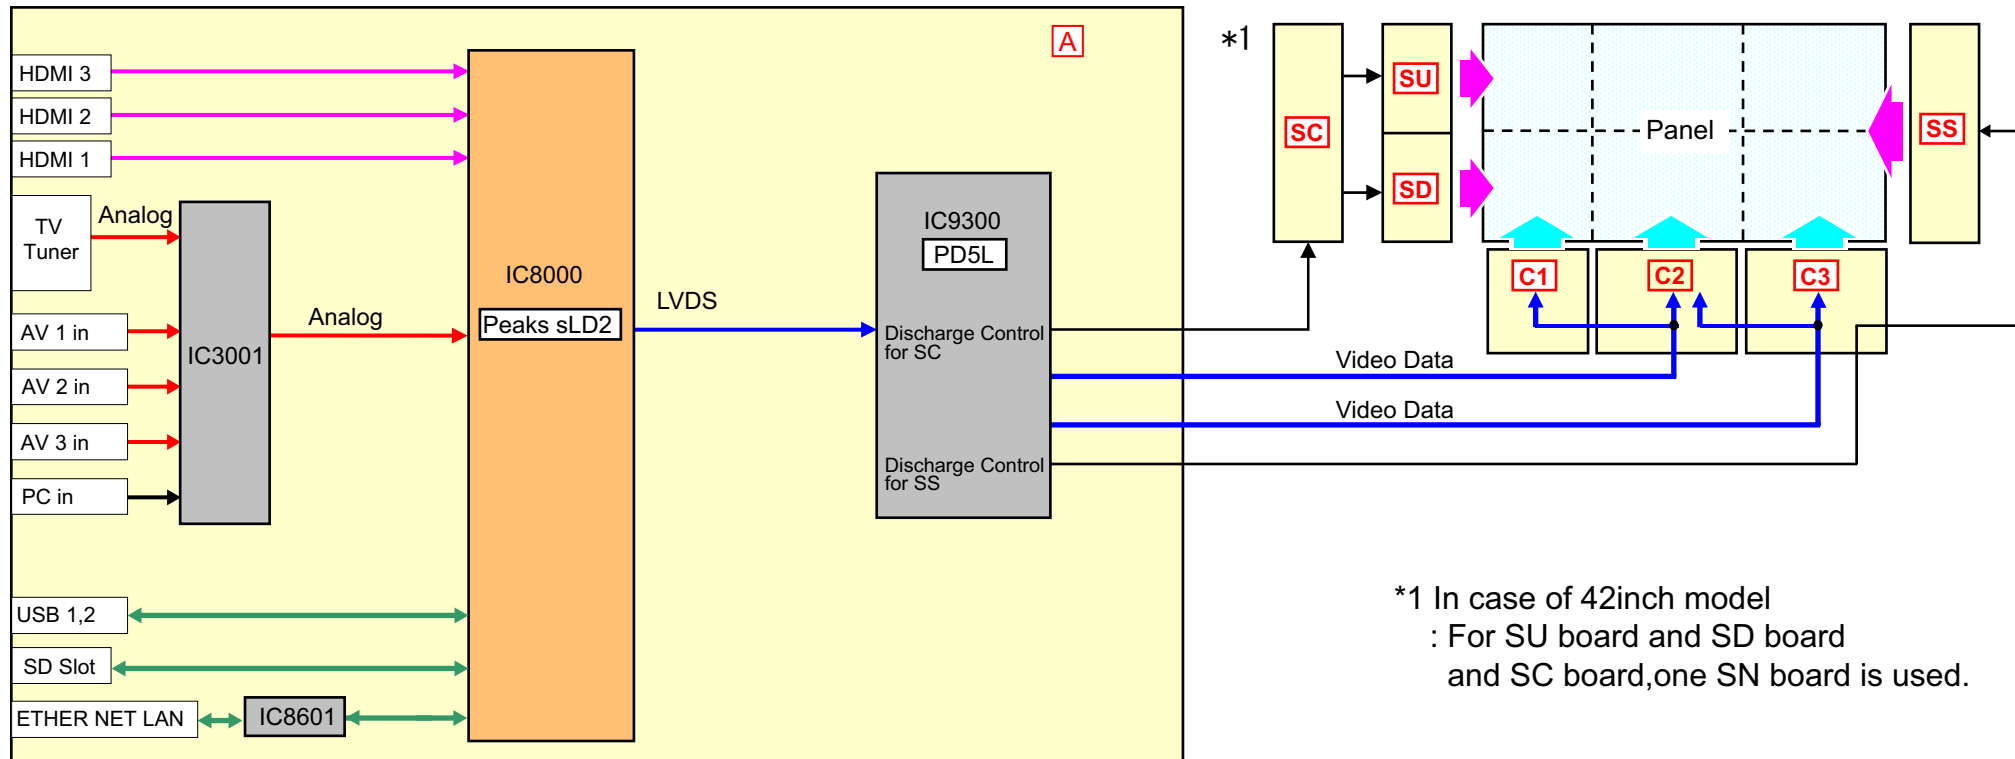 A
*1
HDMI 3
HDMI 2
HDMI 1
TV
Tuner
Analog
AV 1 in
AV 2 in
AV 3 in
PC in
IC3001
Analog
USB 1,2
SD Slot
ETHER NET LAN
IC8601
IC8000
Peaks sLD2
LVDS
IC9300
PD5L
Discharge Control
for SC
Discharge Control
for SS
Video Data
Video Data
SC
SU
SD
Panel
SS
C1
C2
C3
*1 In case of 42inch model
: For SU board and SD board
and SC board,one SN board is used.